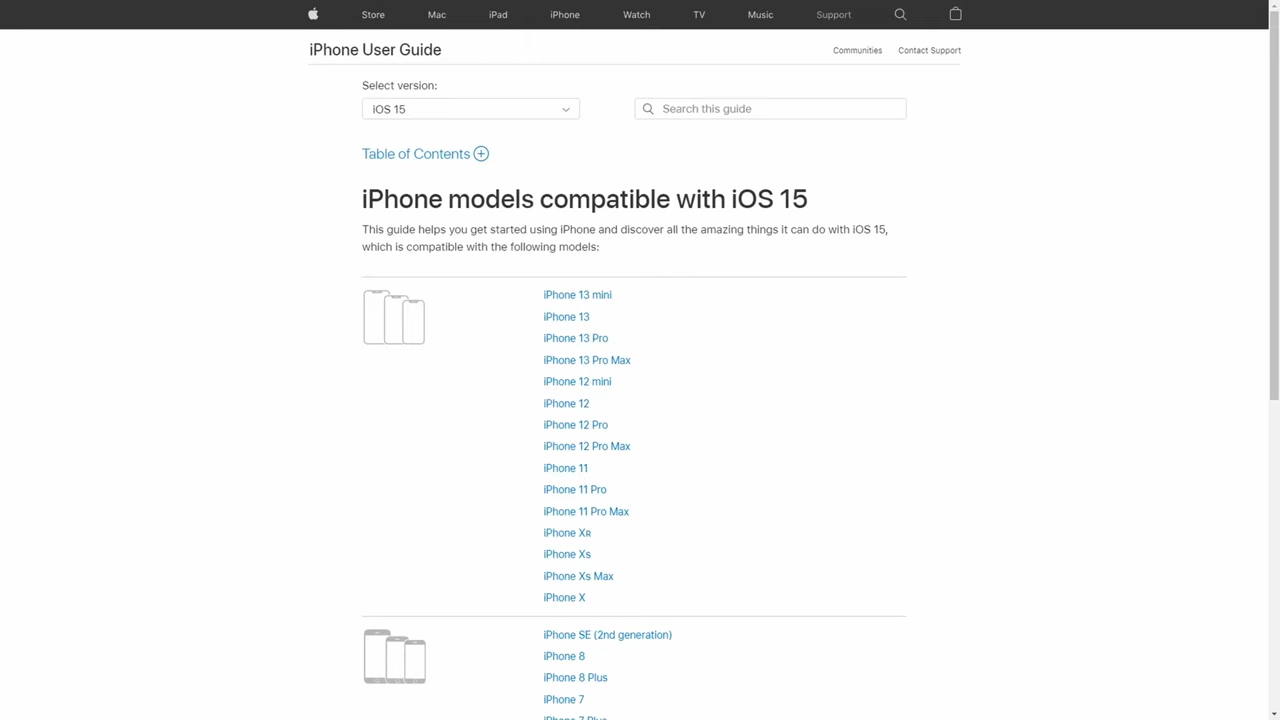 Store Mac iPad iPhone Watch TV Music Support
iPhone User Guide
Communities Contact Support
Select version:
iOS 15
Search this guide
Table of Contents
iPhone models compatible with iOS 15
This guide helps you get started using iPhone and discover all the amazing things it can do with iOS 15,
which is compatible with the following models:
iPhone 13 mini
iPhone 13
iPhone 13 Pro
iPhone 13 Pro Max
iPhone 12 mini
iPhone 12
iPhone 12 Pro
iPhone 12 Pro Max
iPhone 11
iPhone 11 Pro
iPhone 11 Pro Max
iPhone XR
iPhone XS
iPhone XS Max
iPhone X
iPhone SE (2nd generation)
iPhone 8
iPhone 8 Plus
iPhone 7
iPhone 7 Plus